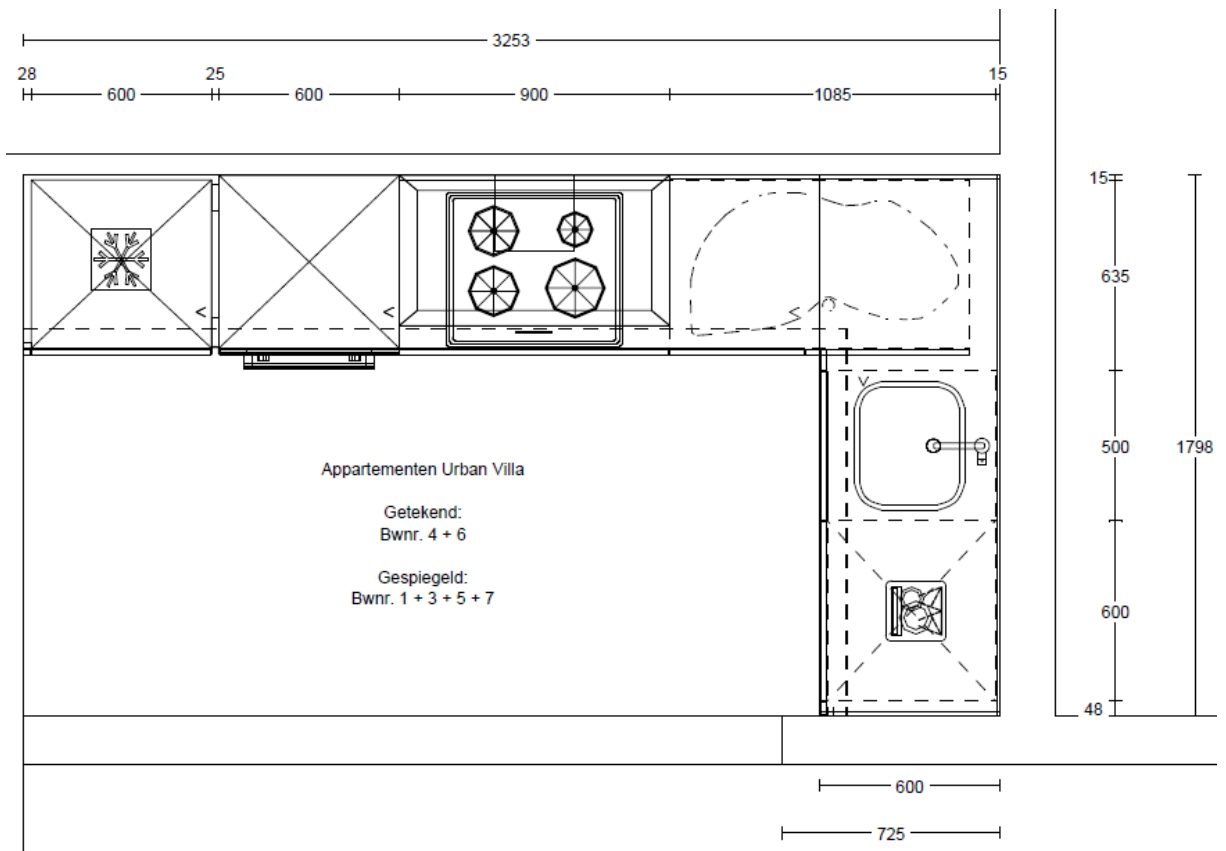 3253
28 25 15
600 600 900 1085
15
635
500 1798
600
48
Appartementen Urban Villa
Getekend:
Bwnr. 4 + 6
Gespiegeld:
Bwnr. 1 + 3 + 5 + 7
600
725